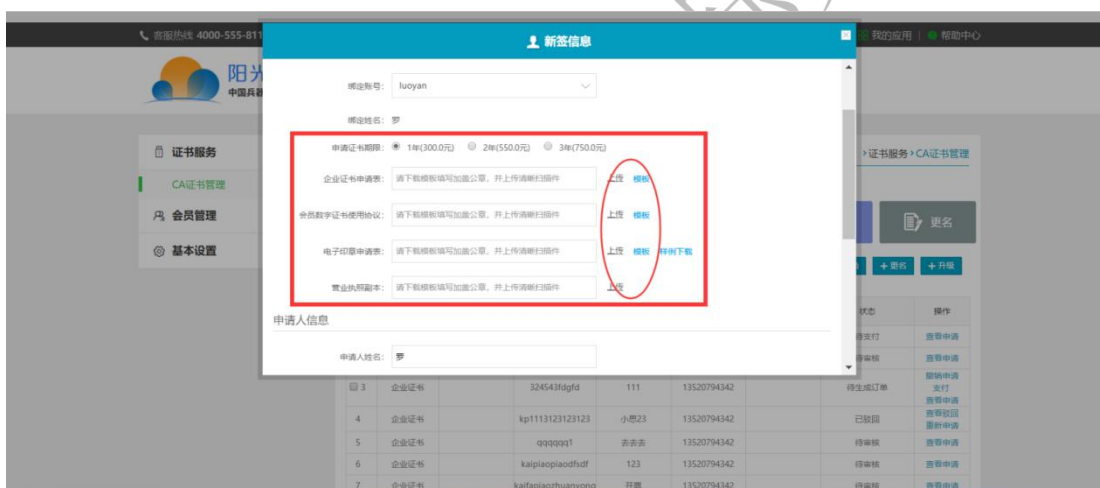 客服热线 4000-555-811
我的应用 | 帮助中心
新签信息
阳光
中国兵器
绑定账号: luoyan
绑定姓名: 罗
证书服务
申请证书期限: 1年(300.0元) 2年(550.0元) 3年(750.0元)
>证书服务>CA证书管理
CA证书管理
企业证书申请表: 请下载模板填写加盖公章,并上传清晰扫描件 上传 模板
会员管理
会员数字证书使用协议: 请下载模板填写加盖公章,并上传清晰扫描件 上传 模板
更名
基本设置
电子印章申请表: 请下载模板填写加盖公章,并上传清晰扫描件 上传 模板 样例下载
+更名 +升级
营业执照副本: 请下载模板填写加盖公章,并上传清晰扫描件 上传
申请人信息
状态 操作
待支付 查看申请
申请人姓名: 罗
待审核 查看申请
3 企业证书 324543fdgfd 111 13520794342 待生成订单 撤销申请
支付
查看申请
4 企业证书 kp1113123123123 小思23 13520794342 已驳回 查看驳回
重新申请
5 企业证书 qqqqqq1 去去去 13520794342 待审核 查看申请
6 企业证书 kaipiaopiaodfsdf 123 13520794342 待审核 查看申请
7 企业证书 kaifapiaozhuanyong 开票 13520794342 待审核 查看申请